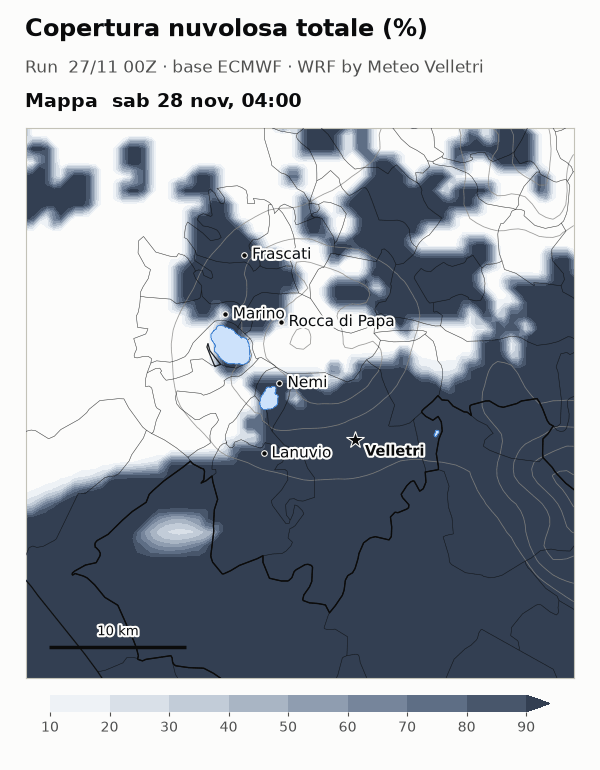 Copertura nuvolosa totale (%)
Run  27/11 00Z · base ECMWF · WRF by Meteo Velletri
Mappa  sab 28 nov, 04:00
Frascati
Marino
Rocca di Papa
Nemi
Velletri
Lanuvio
10 km
10 20 30 40 50 60 70 80 90